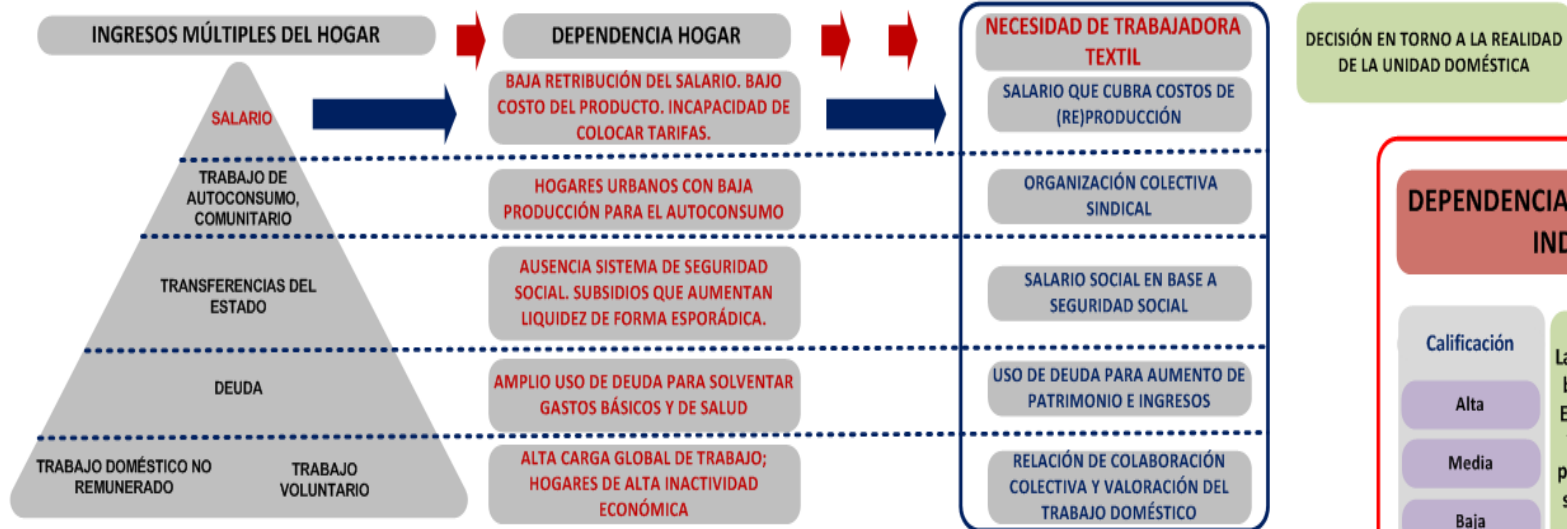 INGRESOS MÚLTIPLES DEL HOGAR
DEPENDENCIA HOGAR
NECESIDAD DE TRABAJADORA
TEXTIL
DECISIÓN EN TORNO A LA REALIDAD
DE LA UNIDAD DOMÉSTICA
SALARIO
BAJA RETRIBUCIÓN DEL SALARIO. BAJO
COSTO DEL PRODUCTO. INCAPACIDAD DE
COLOCAR TARIFAS.
SALARIO QUE CUBRA COSTOS DE
(RE)PRODUCCIÓN
TRABAJO DE
AUTOCONSUMO,
COMUNITARIO
HOGARES URBANOS CON BAJA
PRODUCCIÓN PARA EL AUTOCONSUMO
ORGANIZACIÓN COLECTIVA
SINDICAL
TRANSFERENCIAS DEL
ESTADO
AUSENCIA SISTEMA DE SEGURIDAD
SOCIAL. SUBSIDIOS QUE AUMENTAN
LIQUIDEZ DE FORMA ESPORÁDICA.
SALARIO SOCIAL EN BASE A
SEGURIDAD SOCIAL
DEUDA
AMPLIO USO DE DEUDA PARA SOLVENTAR
GASTOS BÁSICOS Y DE SALUD
USO DE DEUDA PARA AUMENTO DE
PATRIMONIO E INGRESOS
TRABAJO DOMÉSTICO NO
REMUNERADO
TRABAJO
VOLUNTARIO
ALTA CARGA GLOBAL DE TRABAJO;
HOGARES DE ALTA INACTIVIDAD
ECONÓMICA
RELACIÓN DE COLABORACIÓN
COLECTIVA Y VALORACIÓN DEL
TRABAJO DOMÉSTICO
DEPENDENCIA
IND
Calificación
Alta
Media
Baja
La